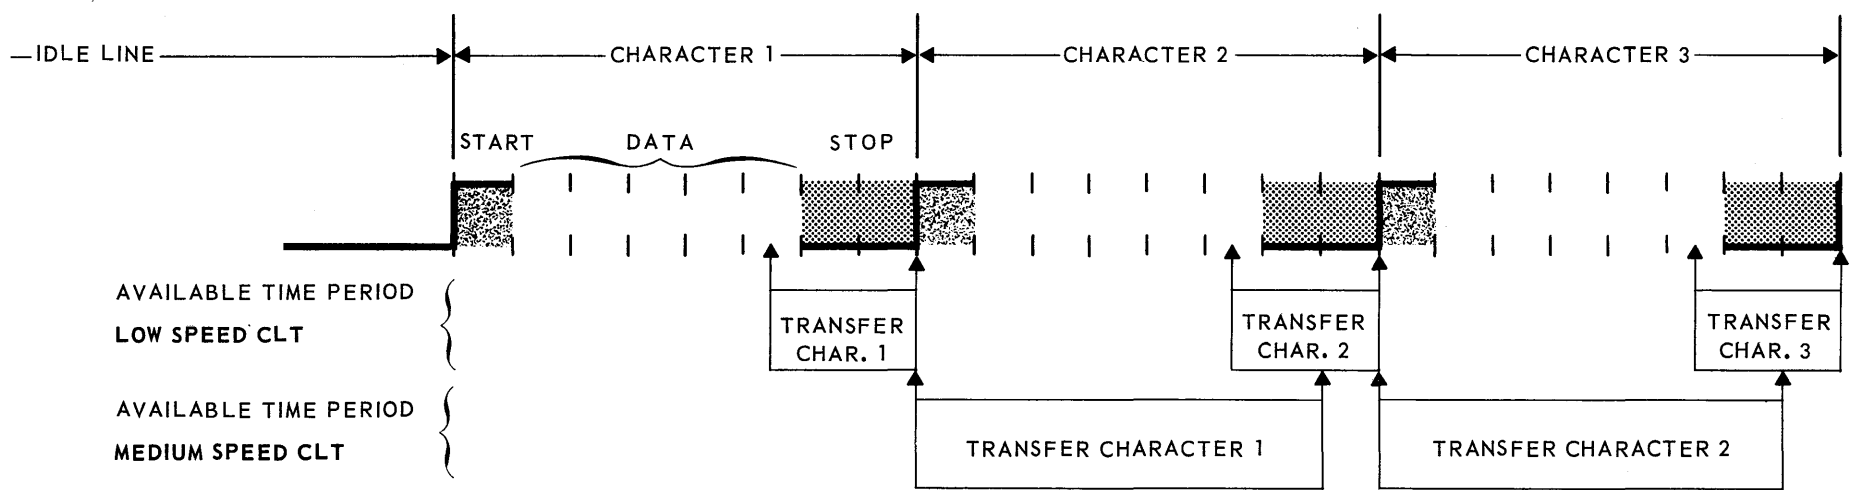 IDLE LINE
CHARACTER 1
CHARACTER 2
CHARACTER 3
START
DATA
STOP
AVAILABLE TIME PERIOD
LOW SPEED CLT
TRANSFER
CHAR. 1
TRANSFER
CHAR. 2
TRANSFER
CHAR. 3
AVAILABLE TIME PERIOD
MEDIUM SPEED CLT
TRANSFER CHARACTER 1
TRANSFER CHARACTER 2